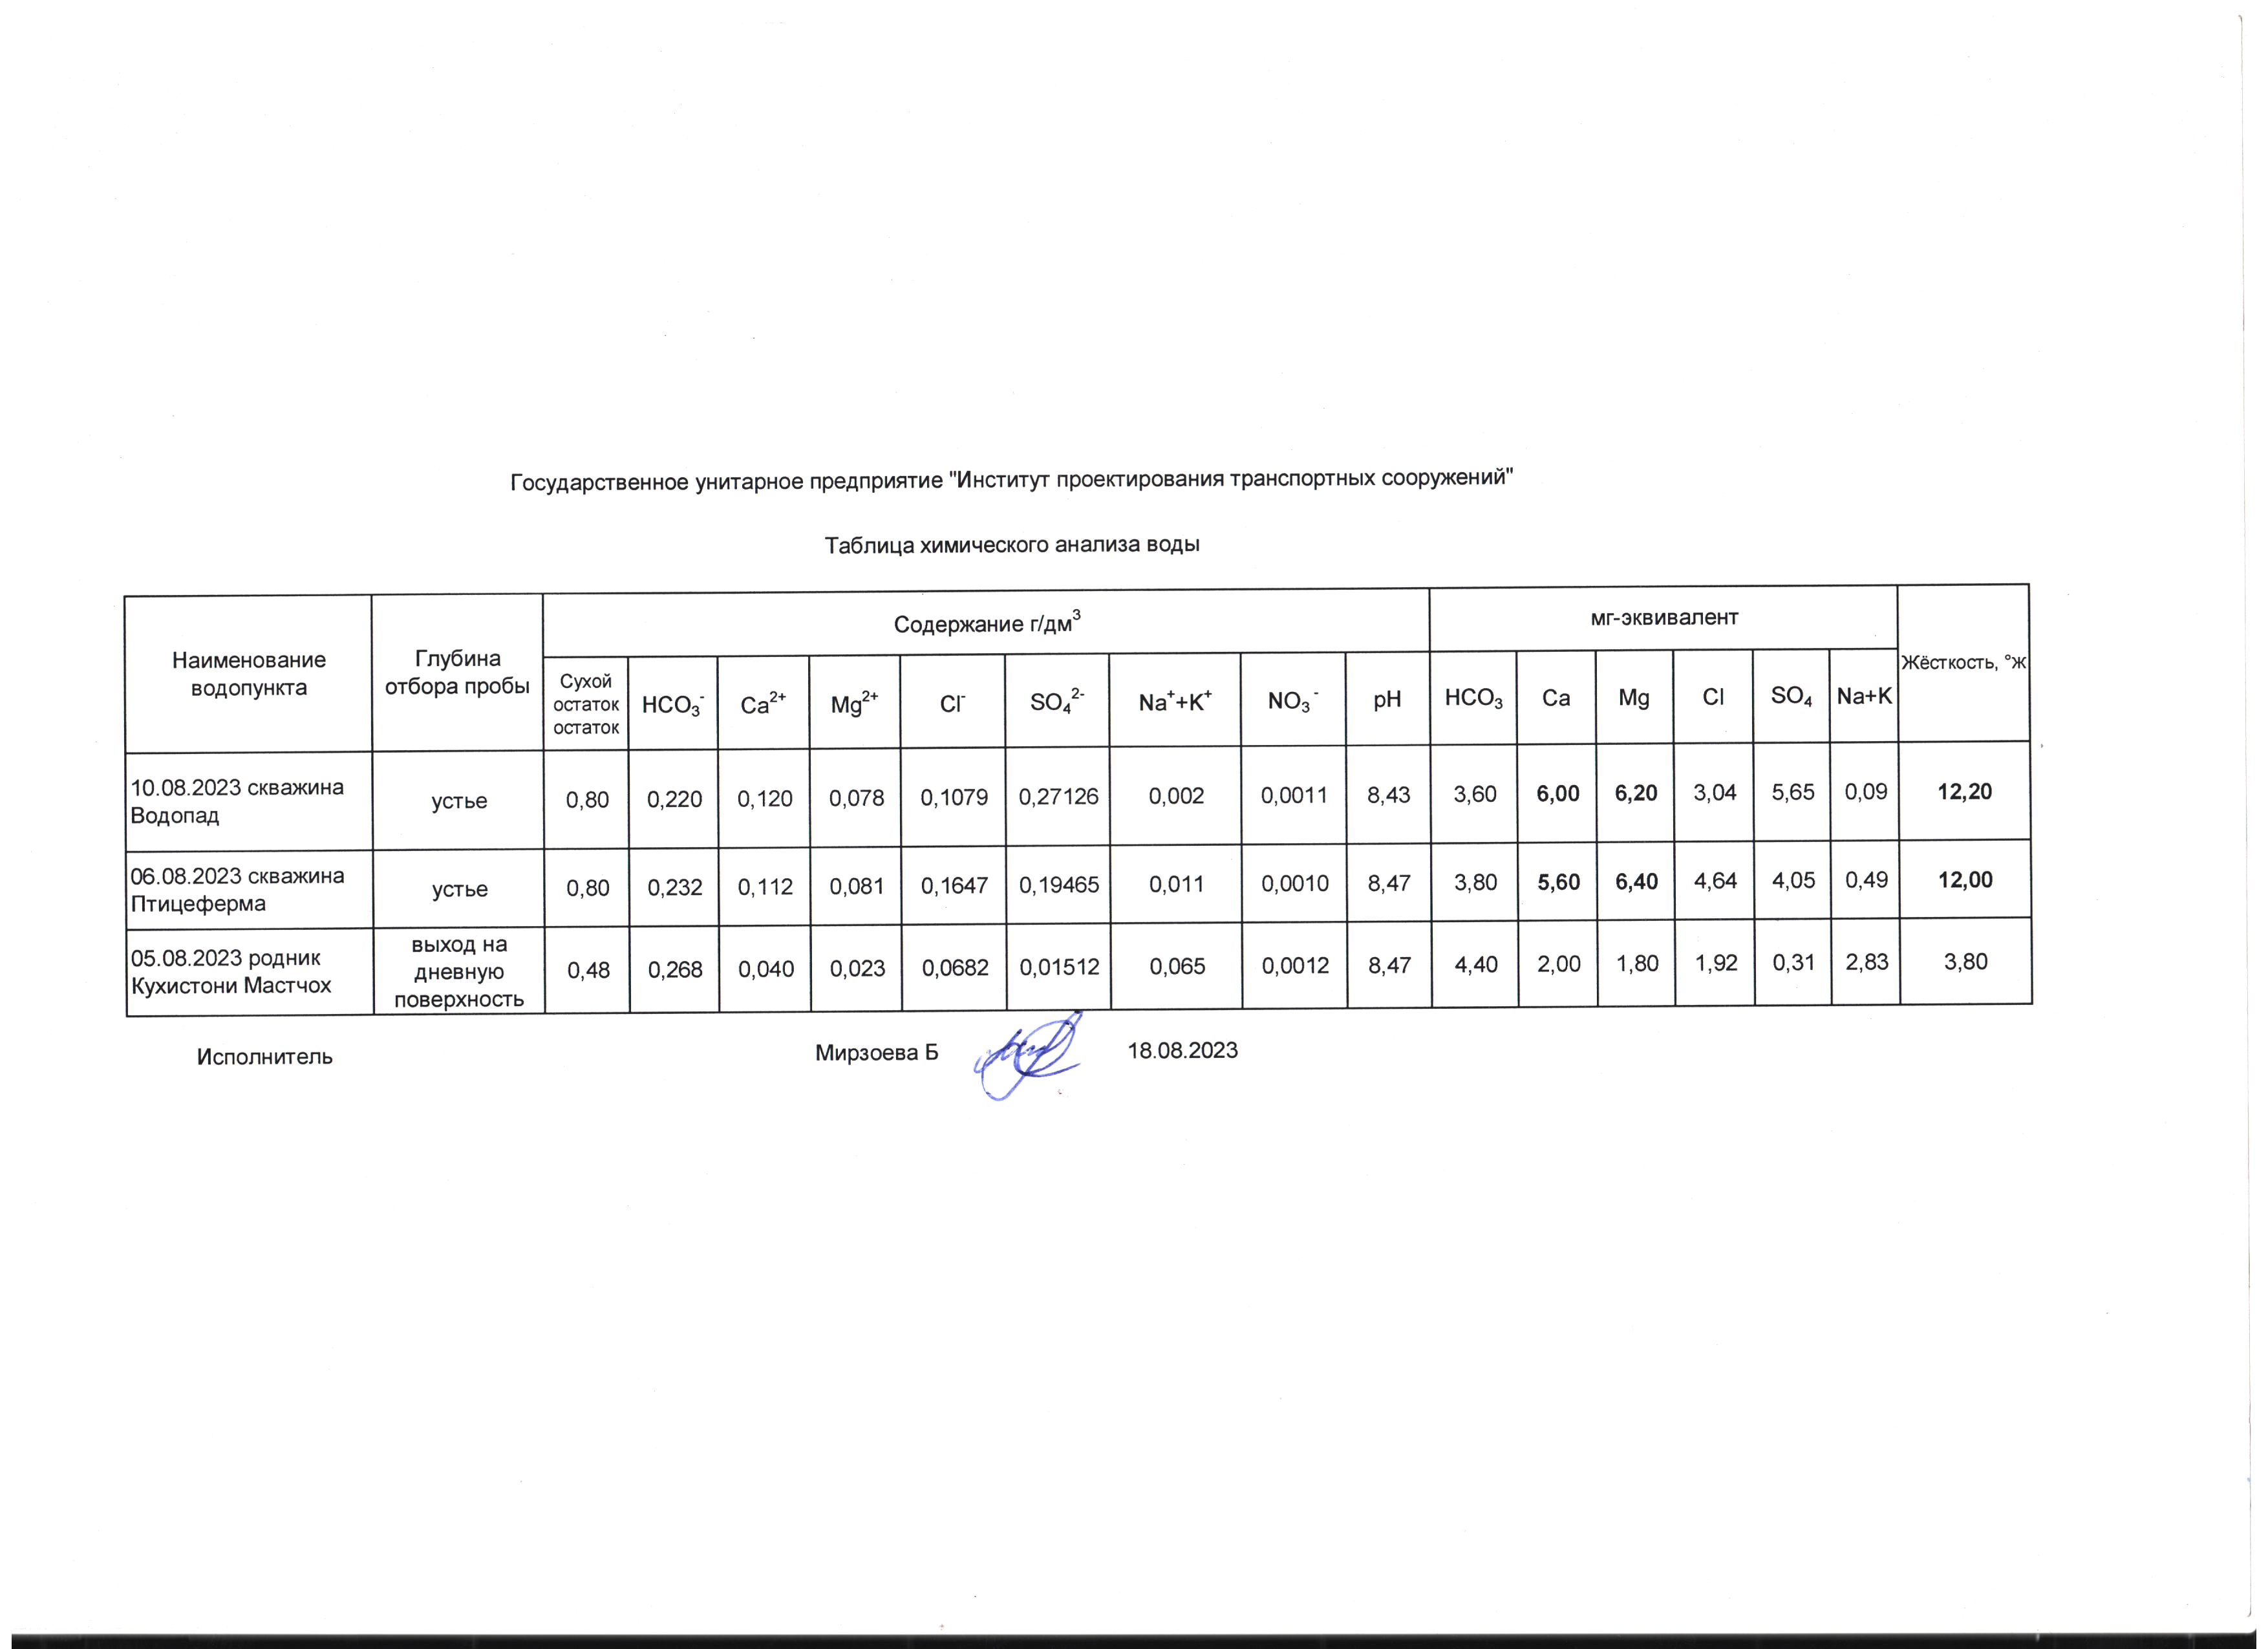 Государственное унитарное предприятие "Институт проектирования транспортных сооружений"
Таблица химического анализа воды
Наименование водопункта | Глубина отбора пробы | Содержание г/дм³ | мг-эквивалент | Жёсткость, °ж
Сухой остаток остаток | HCO₃⁻ | Ca²⁺ | Mg²⁺ | Cl⁻ | SO₄²⁻ | Na⁺+K⁺ | NO₃⁻ | pH | HCO₃ | Ca | Mg | Cl | SO₄ | Na+K
10.08.2023 скважина Водопад | устье | 0,80 | 0,220 | 0,120 | 0,078 | 0,1079 | 0,27126 | 0,002 | 0,0011 | 8,43 | 3,60 | 6,00 | 6,20 | 3,04 | 5,65 | 0,09 | 12,20
06.08.2023 скважина Птицеферма | устье | 0,80 | 0,232 | 0,112 | 0,081 | 0,1647 | 0,19465 | 0,011 | 0,0010 | 8,47 | 3,80 | 5,60 | 6,40 | 4,64 | 4,05 | 0,49 | 12,00
05.08.2023 родник Кухистони Мастчох | выход на дневную поверхность | 0,48 | 0,268 | 0,040 | 0,023 | 0,0682 | 0,01512 | 0,065 | 0,0012 | 8,47 | 4,40 | 2,00 | 1,80 | 1,92 | 0,31 | 2,83 | 3,80
Исполнитель Мирзоева Б 18.08.2023